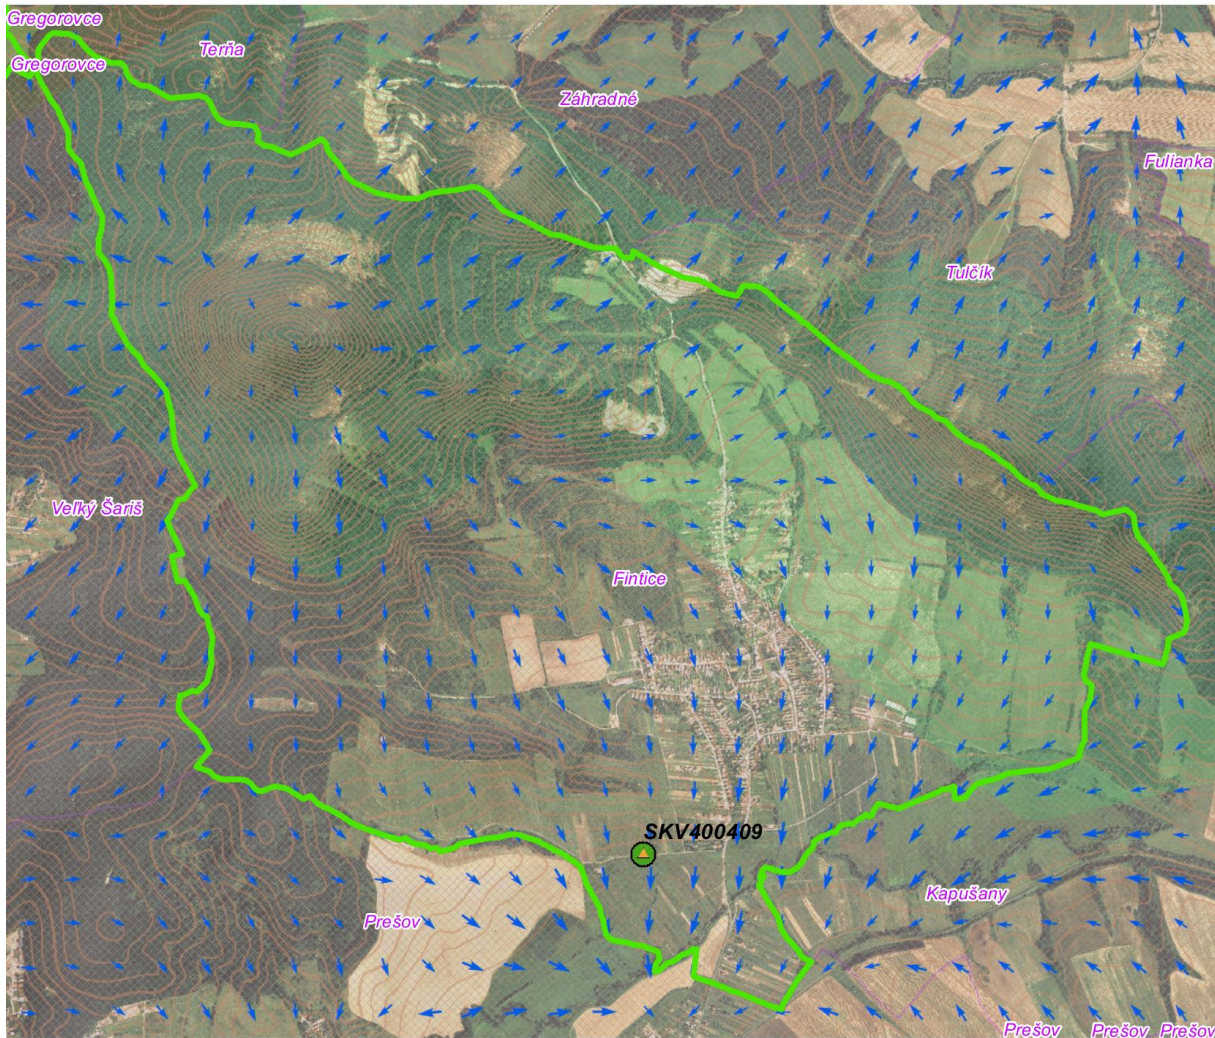 Gregorovce
Terňa
Gregorovce
Záhradné
Fulianka
Tulčík
Veľký Šariš
Fintice
SKV400409
Kapušany
Prešov
Prešov Prešov Prešov